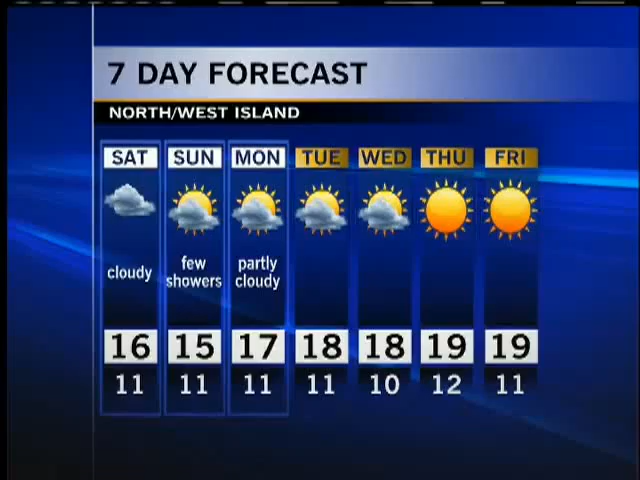 7 DAY FORECAST
NORTH/WEST ISLAND
SAT SUN MON TUE WED THU FRI
cloudy few showers partly cloudy
16 15 17 18 18 19 19
11 11 11 11 10 12 11